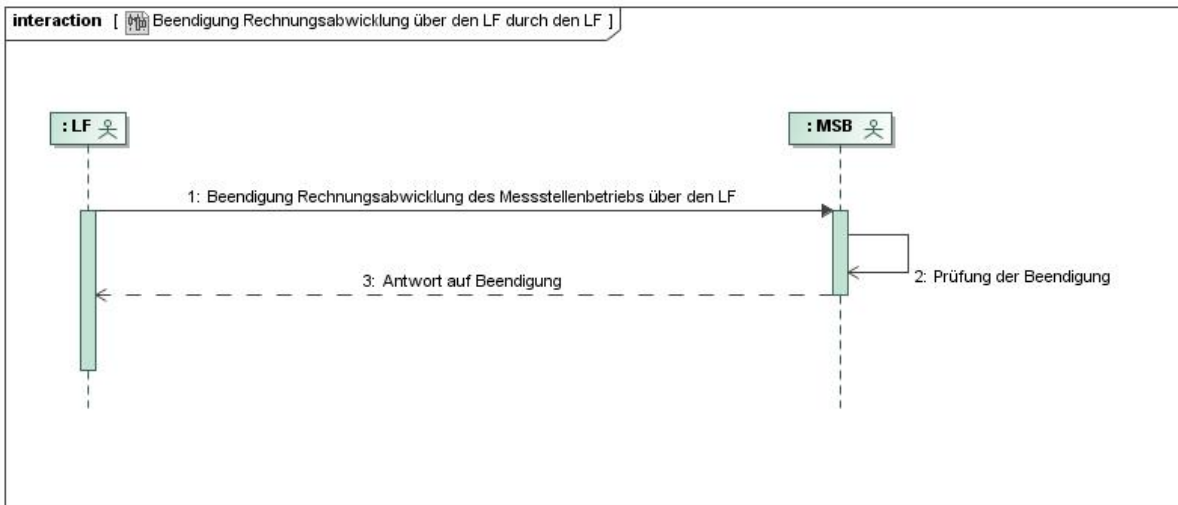 interaction [ Beendigung Rechnungsabwicklung über den LF durch den LF ]
: LF
: MSB
1: Beendigung Rechnungsabwicklung des Messstellenbetriebs über den LF
2: Prüfung der Beendigung
3: Antwort auf Beendigung